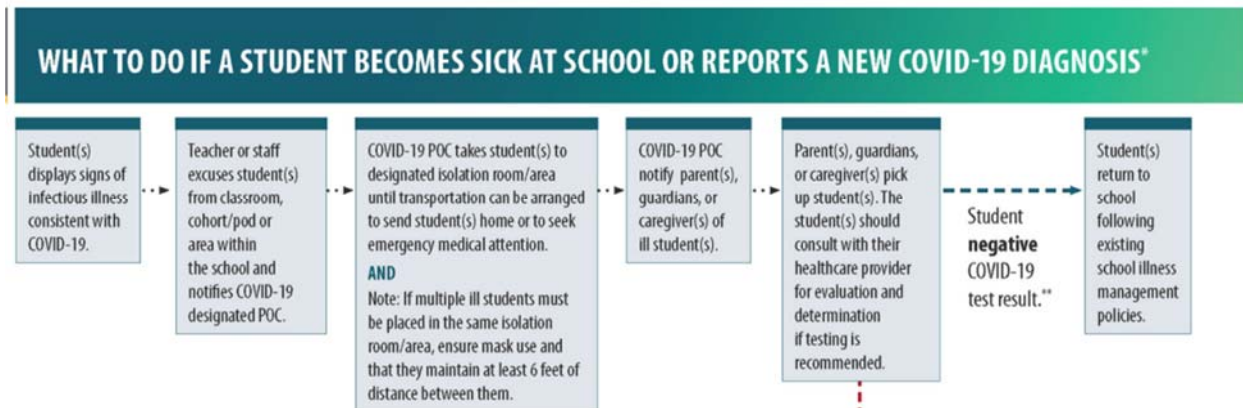 WHAT TO DO IF A STUDENT BECOMES SICK AT SCHOOL OR REPORTS A NEW COVID-19 DIAGNOSIS*
Student(s)
displays signs of
infectious illness
consistent with
COVID-19.
Teacher or staff
excuses student(s)
from classroom,
cohort/pod or
area within
the school and
notifies COVID-19
designated POC.
COVID-19 POC takes student(s) to
designated isolation room/area
until transportation can be arranged
to send student(s) home or to seek
emergency medical attention.
AND
Note: If multiple ill students must
be placed in the same isolation
room/area, ensure mask use and
that they maintain at least 6 feet of
distance between them.
COVID-19 POC
notify parent(s),
guardians, or
caregiver(s) of
ill student(s).
Parent(s), guardians,
or caregiver(s) pick
up student(s). The
student(s) should
consult with their
healthcare provider
for evaluation and
determination
if testing is
recommended.
Student
negative
COVID-19
test result.**
Student(s)
return to
school
following
existing
school illness
management
policies.